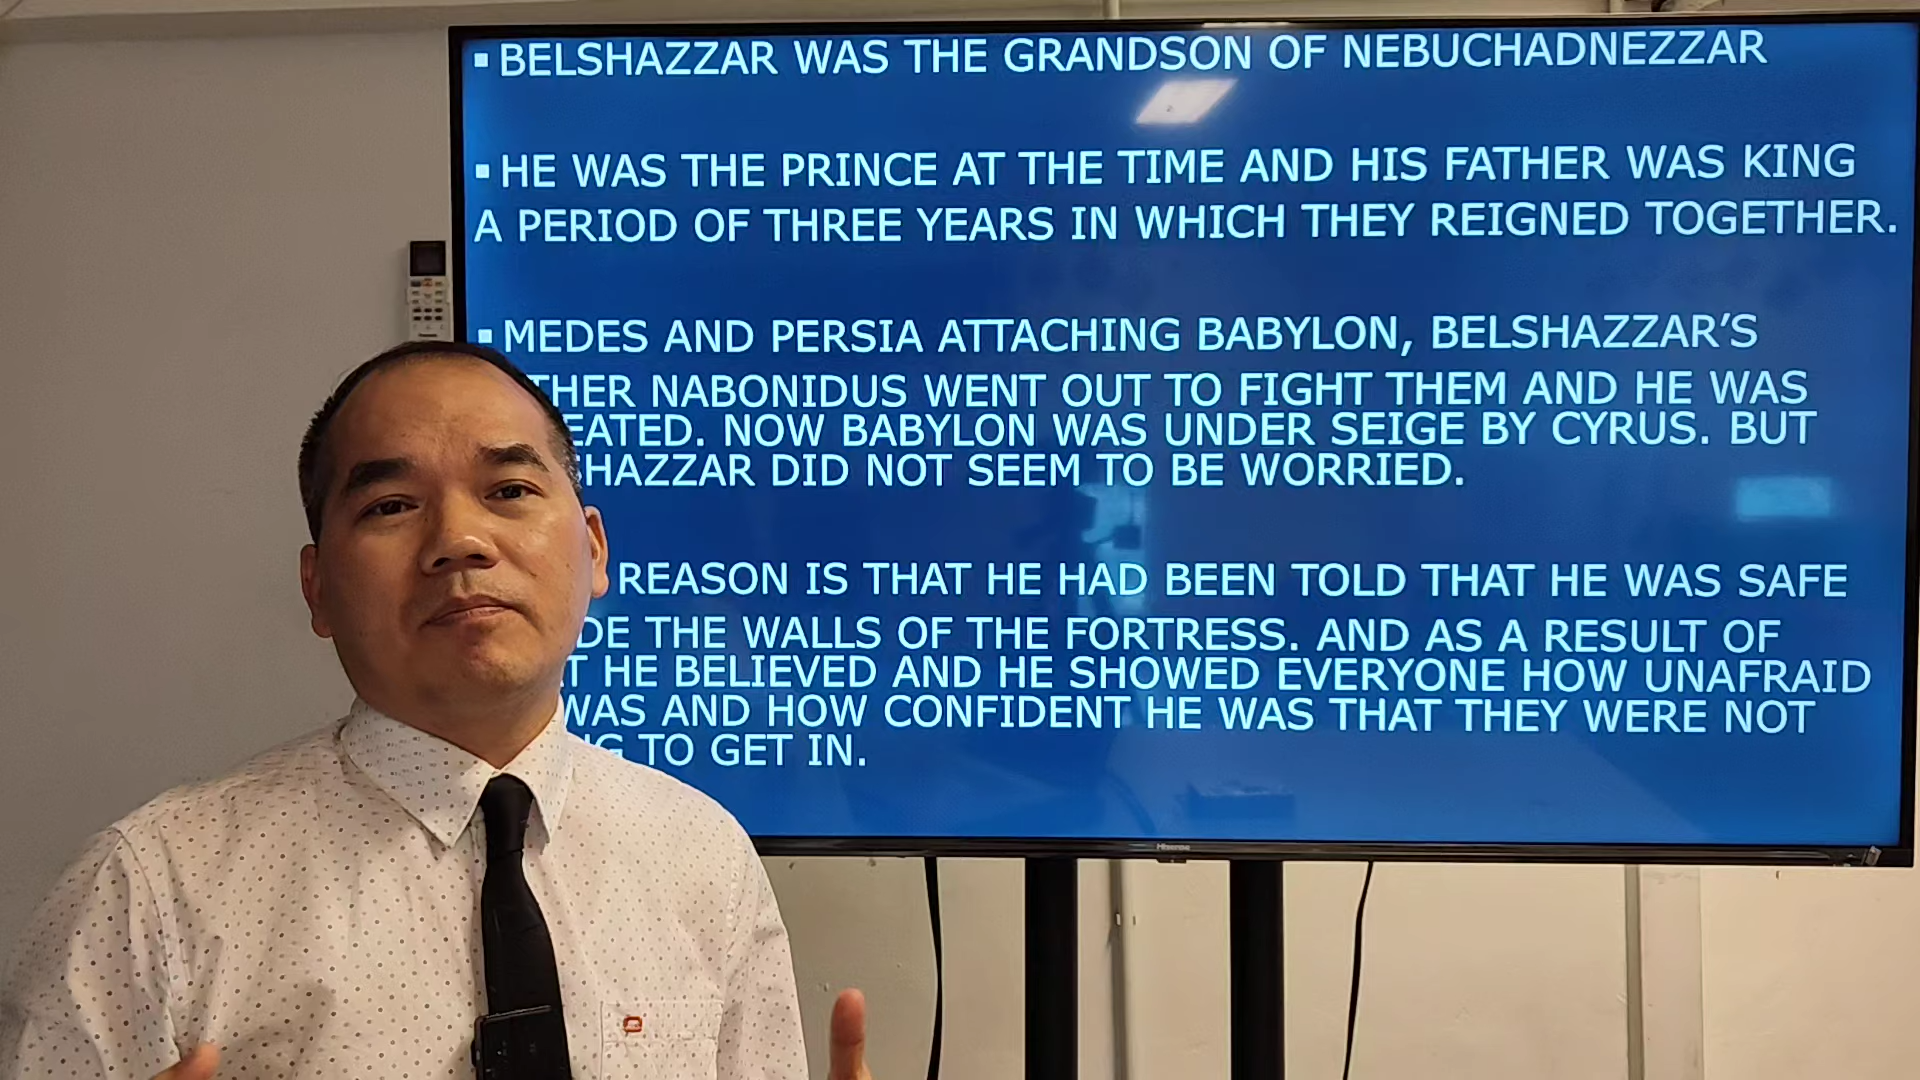 ▪BELSHAZZAR WAS THE GRANDSON OF NEBUCHADNEZZAR
▪HE WAS THE PRINCE AT THE TIME AND HIS FATHER WAS KING
A PERIOD OF THREE YEARS IN WHICH THEY REIGNED TOGETHER.
▪MEDES AND PERSIA ATTACHING BABYLON, BELSHAZZAR'S
THER NABONIDUS WENT OUT TO FIGHT THEM AND HE WAS
EATED. NOW BABYLON WAS UNDER SEIGE BY CYRUS. BUT
HAZZAR DID NOT SEEM TO BE WORRIED.
REASON IS THAT HE HAD BEEN TOLD THAT HE WAS SAFE
DE THE WALLS OF THE FORTRESS. AND AS A RESULT OF
T HE BELIEVED AND HE SHOWED EVERYONE HOW UNAFRAID
WAS AND HOW CONFIDENT HE WAS THAT THEY WERE NOT
G TO GET IN.
Hisense